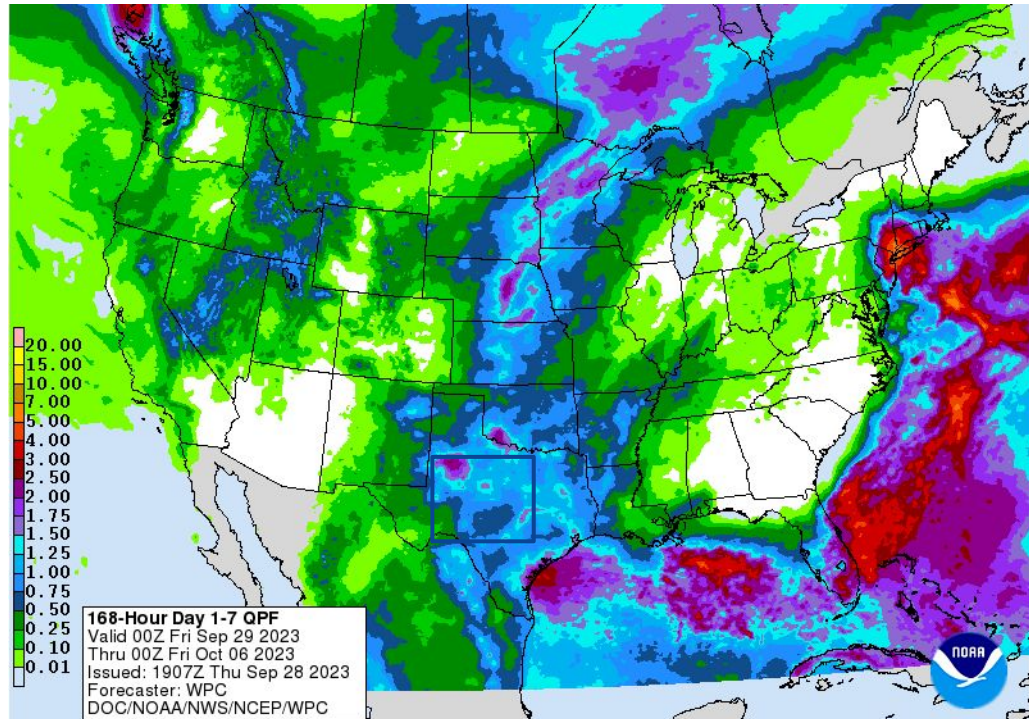 20.00
15.00
10.00
7.00
5.00
4.00
3.00
2.50
2.00
1.75
1.50
1.25
1.00
0.75
0.50
0.25
0.10
0.01
168-Hour Day 1-7 QPF
Valid 00Z Fri Sep 29 2023
Thru 00Z Fri Oct 06 2023
Issued: 1907Z Thu Sep 28 2023
Forecaster: WPC
DOC/NOAA/NWS/NCEP/WPC
NOAA